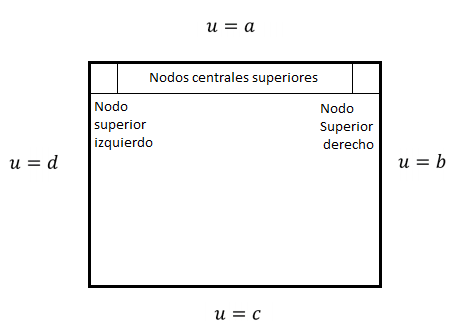 u = a
Nodos centrales superiores
Nodo
superior
izquierdo
Nodo
Superior
derecho
u = d
u = b
u = c